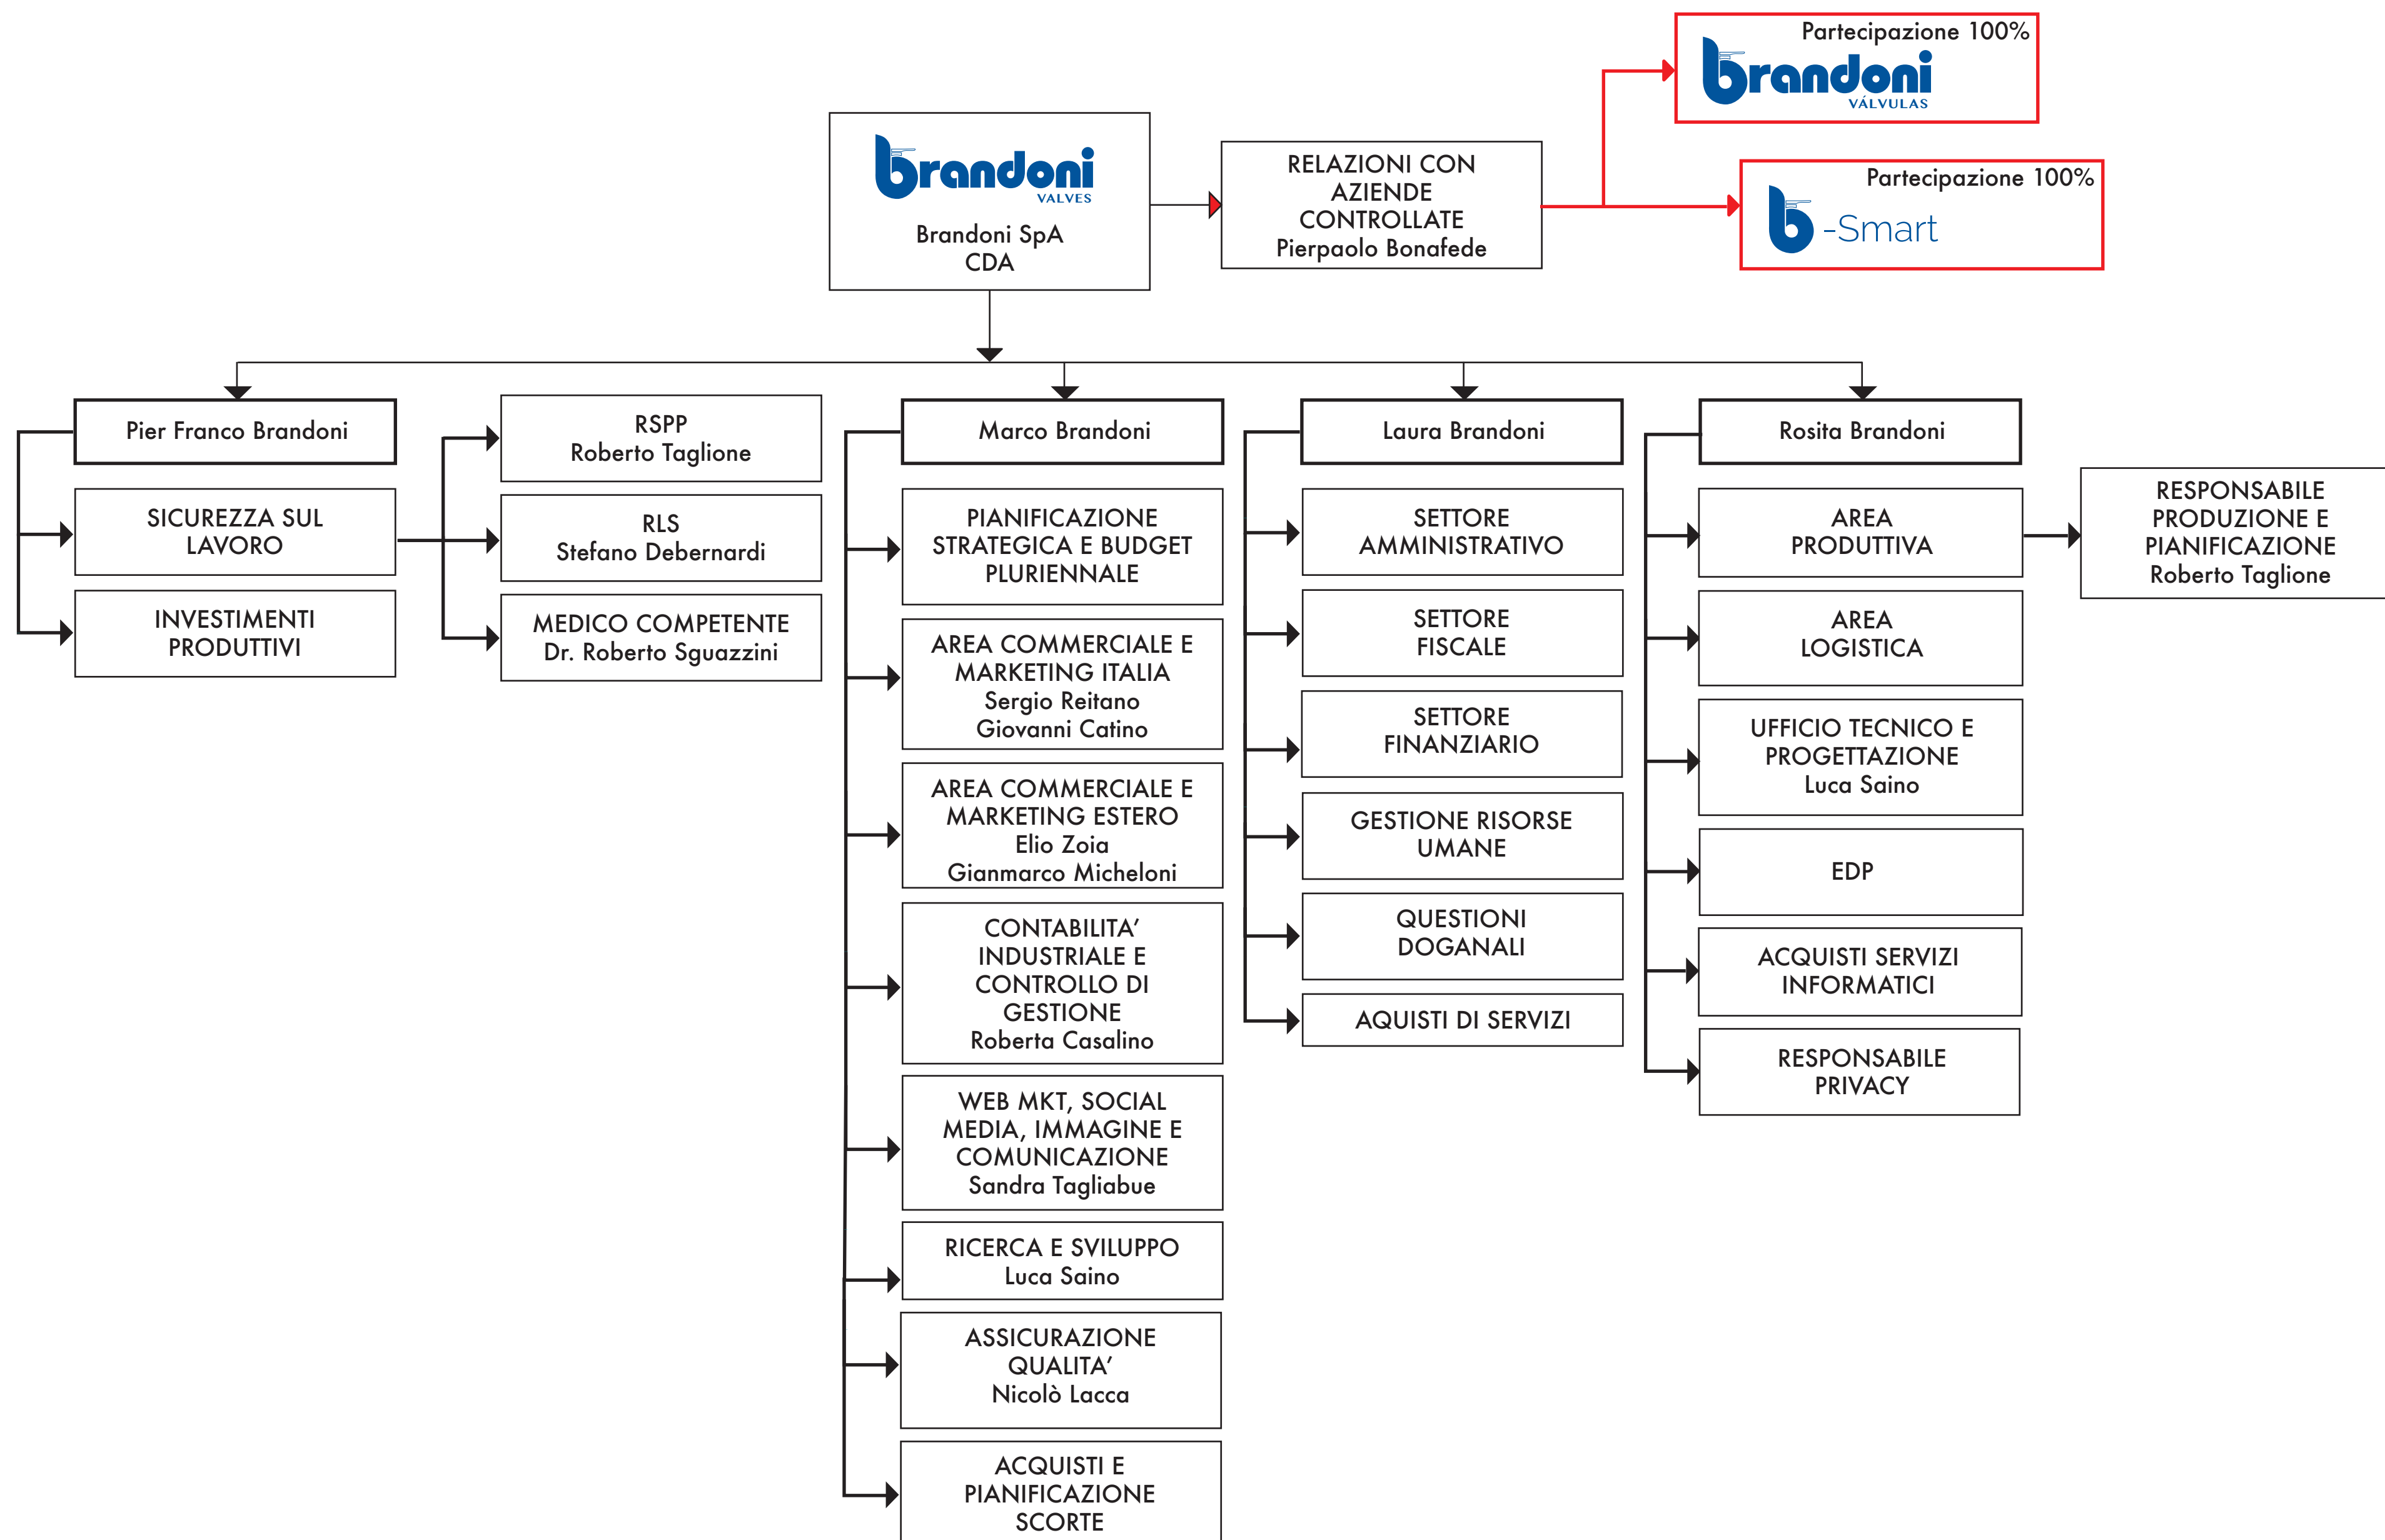 Partecipazione 100%
brandoni
VÁLVULAS
brandoni
VALVES
Brandoni SpA
CDA
RELAZIONI CON
AZIENDE
CONTROLLATE
Pierpaolo Bonafede
Partecipazione 100%
b-Smart
Pier Franco Brandoni
SICUREZZA SUL
LAVORO
INVESTIMENTI
PRODUTTIVI
RSPP
Roberto Taglione
RLS
Stefano Debernardi
MEDICO COMPETENTE
Dr. Roberto Sguazzini
Marco Brandoni
PIANIFICAZIONE
STRATEGICA E BUDGET
PLURIENNALE
AREA COMMERCIALE E
MARKETING ITALIA
Sergio Reitano
Giovanni Catino
AREA COMMERCIALE E
MARKETING ESTERO
Elio Zoia
Gianmarco Micheloni
CONTABILITA’
INDUSTRIALE E
CONTROLLO DI
GESTIONE
Roberta Casalino
WEB MKT, SOCIAL
MEDIA, IMMAGINE E
COMUNICAZIONE
Sandra Tagliabue
RICERCA E SVILUPPO
Luca Saino
ASSICURAZIONE
QUALITA’
Nicolò Lacca
ACQUISTI E
PIANIFICAZIONE
SCORTE
Laura Brandoni
SETTORE
AMMINISTRATIVO
SETTORE
FISCALE
SETTORE
FINANZIARIO
GESTIONE RISORSE
UMANE
QUESTIONI
DOGANALI
AQUISTI DI SERVIZI
Rosita Brandoni
AREA
PRODUTTIVA
AREA
LOGISTICA
UFFICIO TECNICO E
PROGETTAZIONE
Luca Saino
EDP
ACQUISTI SERVIZI
INFORMATICI
RESPONSABILE
PRIVACY
RESPONSABILE
PRODUZIONE E
PIANIFICAZIONE
Roberto Taglione